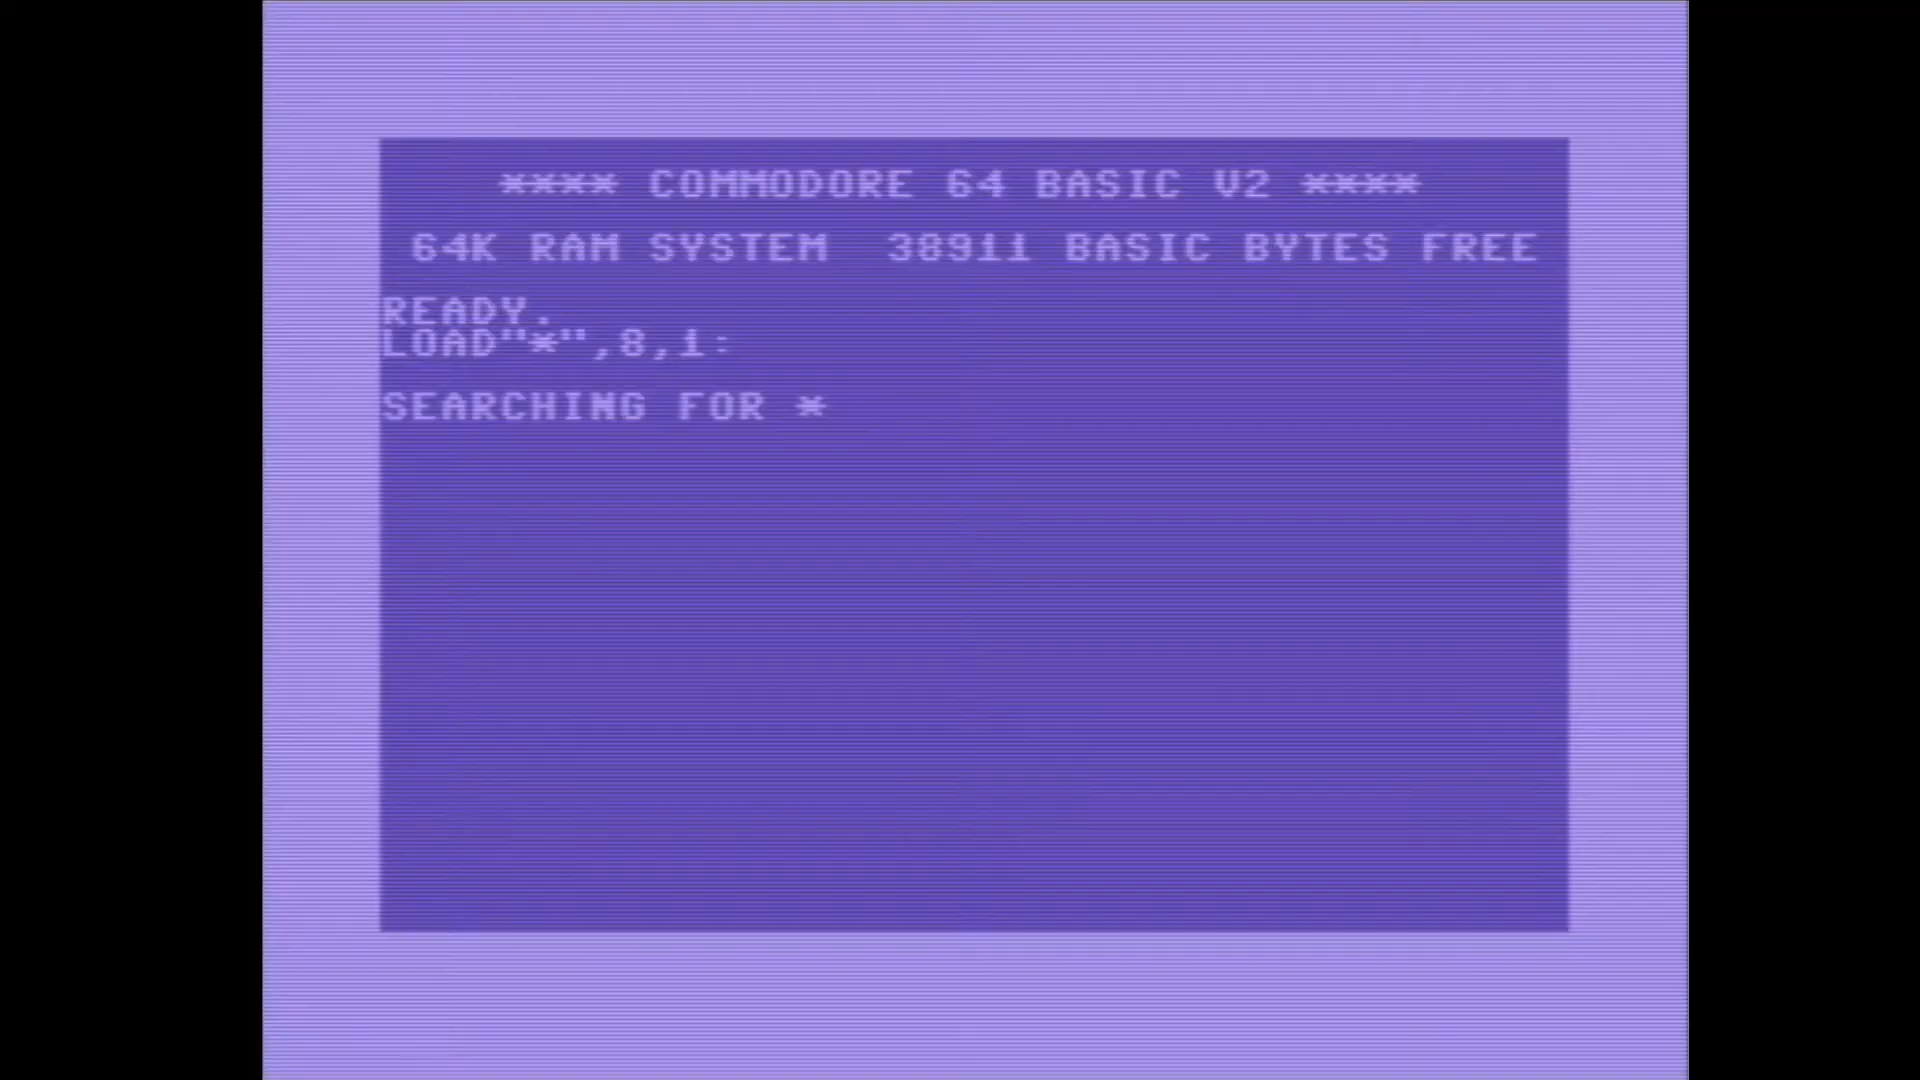 **** COMMODORE 64 BASIC V2 ****
64K RAM SYSTEM  38911 BASIC BYTES FREE
READY.
LOAD"*",8,1:
SEARCHING FOR *